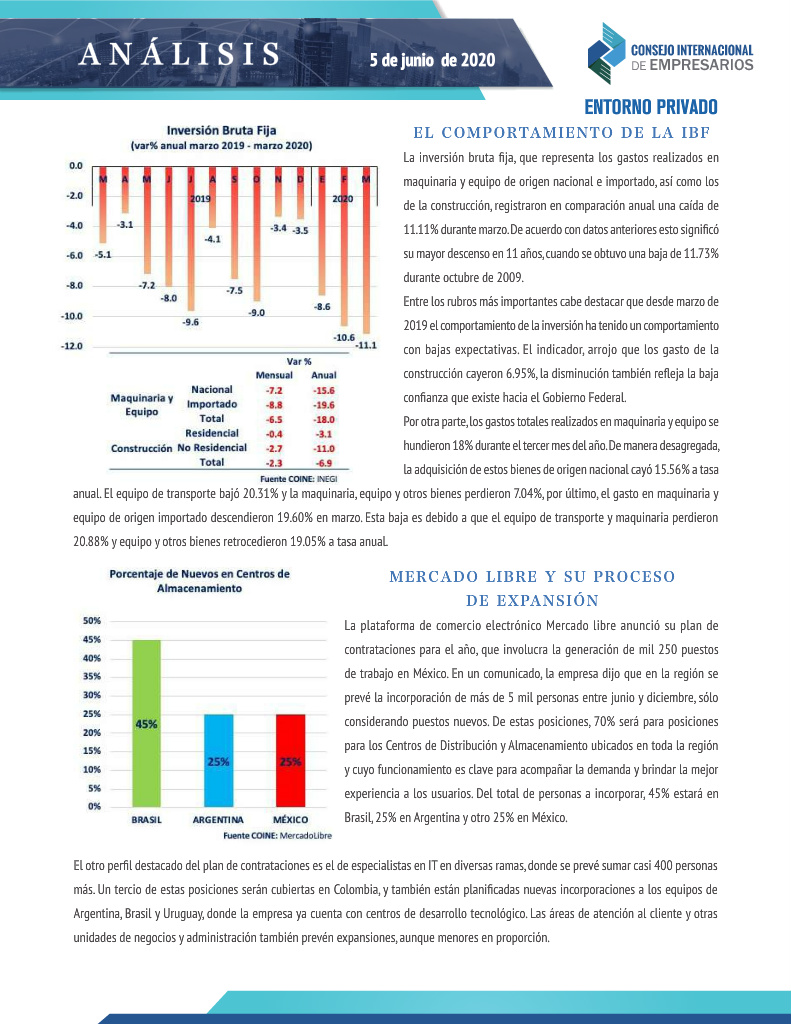 ANÁLISIS
5 de junio de 2020
CONSEJO INTERNACIONAL
DE EMPRESARIOS
ENTORNO PRIVADO
Inversión Bruta Fija
(var% anual marzo 2019 - marzo 2020)
0.0
-2.0
-4.0
-6.0
-8.0
-10.0
-12.0
M A M J J A S O N D E F M
2019 2020
-5.1 -3.1 -7.2 -8.0 -9.6 -4.1 -7.5 -9.0 -3.4 -3.5 -8.6 -10.6 -11.1
Var %
Mensual Anual
Maquinaria y Equipo
Nacional -7.2 -15.6
Importado -8.8 -19.6
Total -6.5 -18.0
Construcción
Residencial -0.4 -3.1
No Residencial -2.7 -11.0
Total -2.3 -6.9
Fuente COINE: INEGI
EL COMPORTAMIENTO DE LA IBF
La inversión bruta fija, que representa los gastos realizados en
maquinaria y equipo de origen nacional e importado, así como los
de la construcción, registraron en comparación anual una caída de
11.11% durante marzo. De acuerdo con datos anteriores esto significó
su mayor descenso en 11 años, cuando se obtuvo una baja de 11.73%
durante octubre de 2009.
Entre los rubros más importantes cabe destacar que desde marzo de
2019 el comportamiento de la inversión ha tenido un comportamiento
con bajas expectativas. El indicador, arrojo que los gasto de la
construcción cayeron 6.95%, la disminución también refleja la baja
confianza que existe hacia el Gobierno Federal.
Por otra parte, los gastos totales realizados en maquinaria y equipo se
hundieron 18% durante el tercer mes del año. De manera desagregada,
la adquisición de estos bienes de origen nacional cayó 15.56% a tasa
anual. El equipo de transporte bajó 20.31% y la maquinaria, equipo y otros bienes perdieron 7.04%, por último, el gasto en maquinaria y
equipo de origen importado descendieron 19.60% en marzo. Esta baja es debido a que el equipo de transporte y maquinaria perdieron
20.88% y equipo y otros bienes retrocedieron 19.05% a tasa anual.
Porcentaje de Nuevos en Centros de
Almacenamiento
50%
45%
40%
35%
30%
25%
20%
15%
10%
5%
0%
45% 25% 25%
BRASIL ARGENTINA MÉXICO
Fuente COINE: MercadoLibre
MERCADO LIBRE Y SU PROCESO
DE EXPANSIÓN
La plataforma de comercio electrónico Mercado libre anunció su plan de
contrataciones para el año, que involucra la generación de mil 250 puestos
de trabajo en México. En un comunicado, la empresa dijo que en la región se
prevé la incorporación de más de 5 mil personas entre junio y diciembre, sólo
considerando puestos nuevos. De estas posiciones, 70% será para posiciones
para los Centros de Distribución y Almacenamiento ubicados en toda la región
y cuyo funcionamiento es clave para acompañar la demanda y brindar la mejor
experiencia a los usuarios. Del total de personas a incorporar, 45% estará en
Brasil, 25% en Argentina y otro 25% en México.
El otro perfil destacado del plan de contrataciones es el de especialistas en IT en diversas ramas, donde se prevé sumar casi 400 personas
más. Un tercio de estas posiciones serán cubiertas en Colombia, y también están planificadas nuevas incorporaciones a los equipos de
Argentina, Brasil y Uruguay, donde la empresa ya cuenta con centros de desarrollo tecnológico. Las áreas de atención al cliente y otras
unidades de negocios y administración también prevén expansiones, aunque menores en proporción.